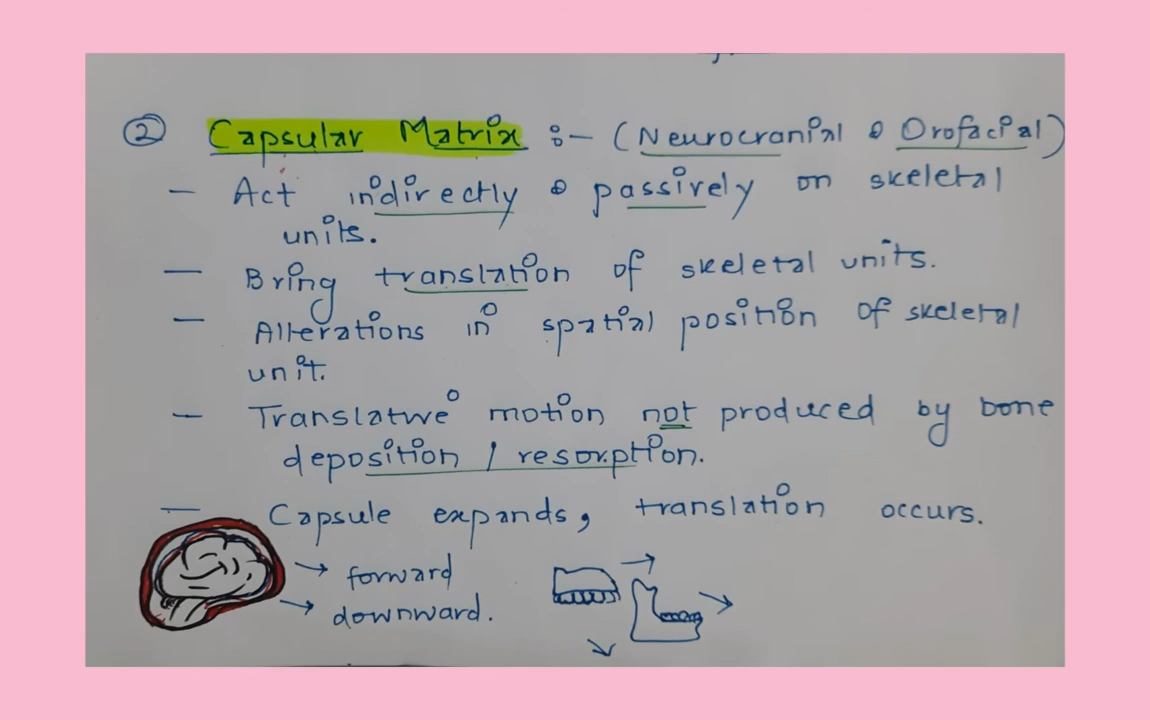 ② Capsular Matrix :- (Neurocranial & Orofacial)
- Act indirectly & passively on skeletal
units.
- Bring translation of skeletal units.
- Alterations in spatial position of skeletal
unit.
- Translatwe motion not produced by bone
deposition / resorption.
- Capsule expands, translation occurs.
→ forward
→ downward.